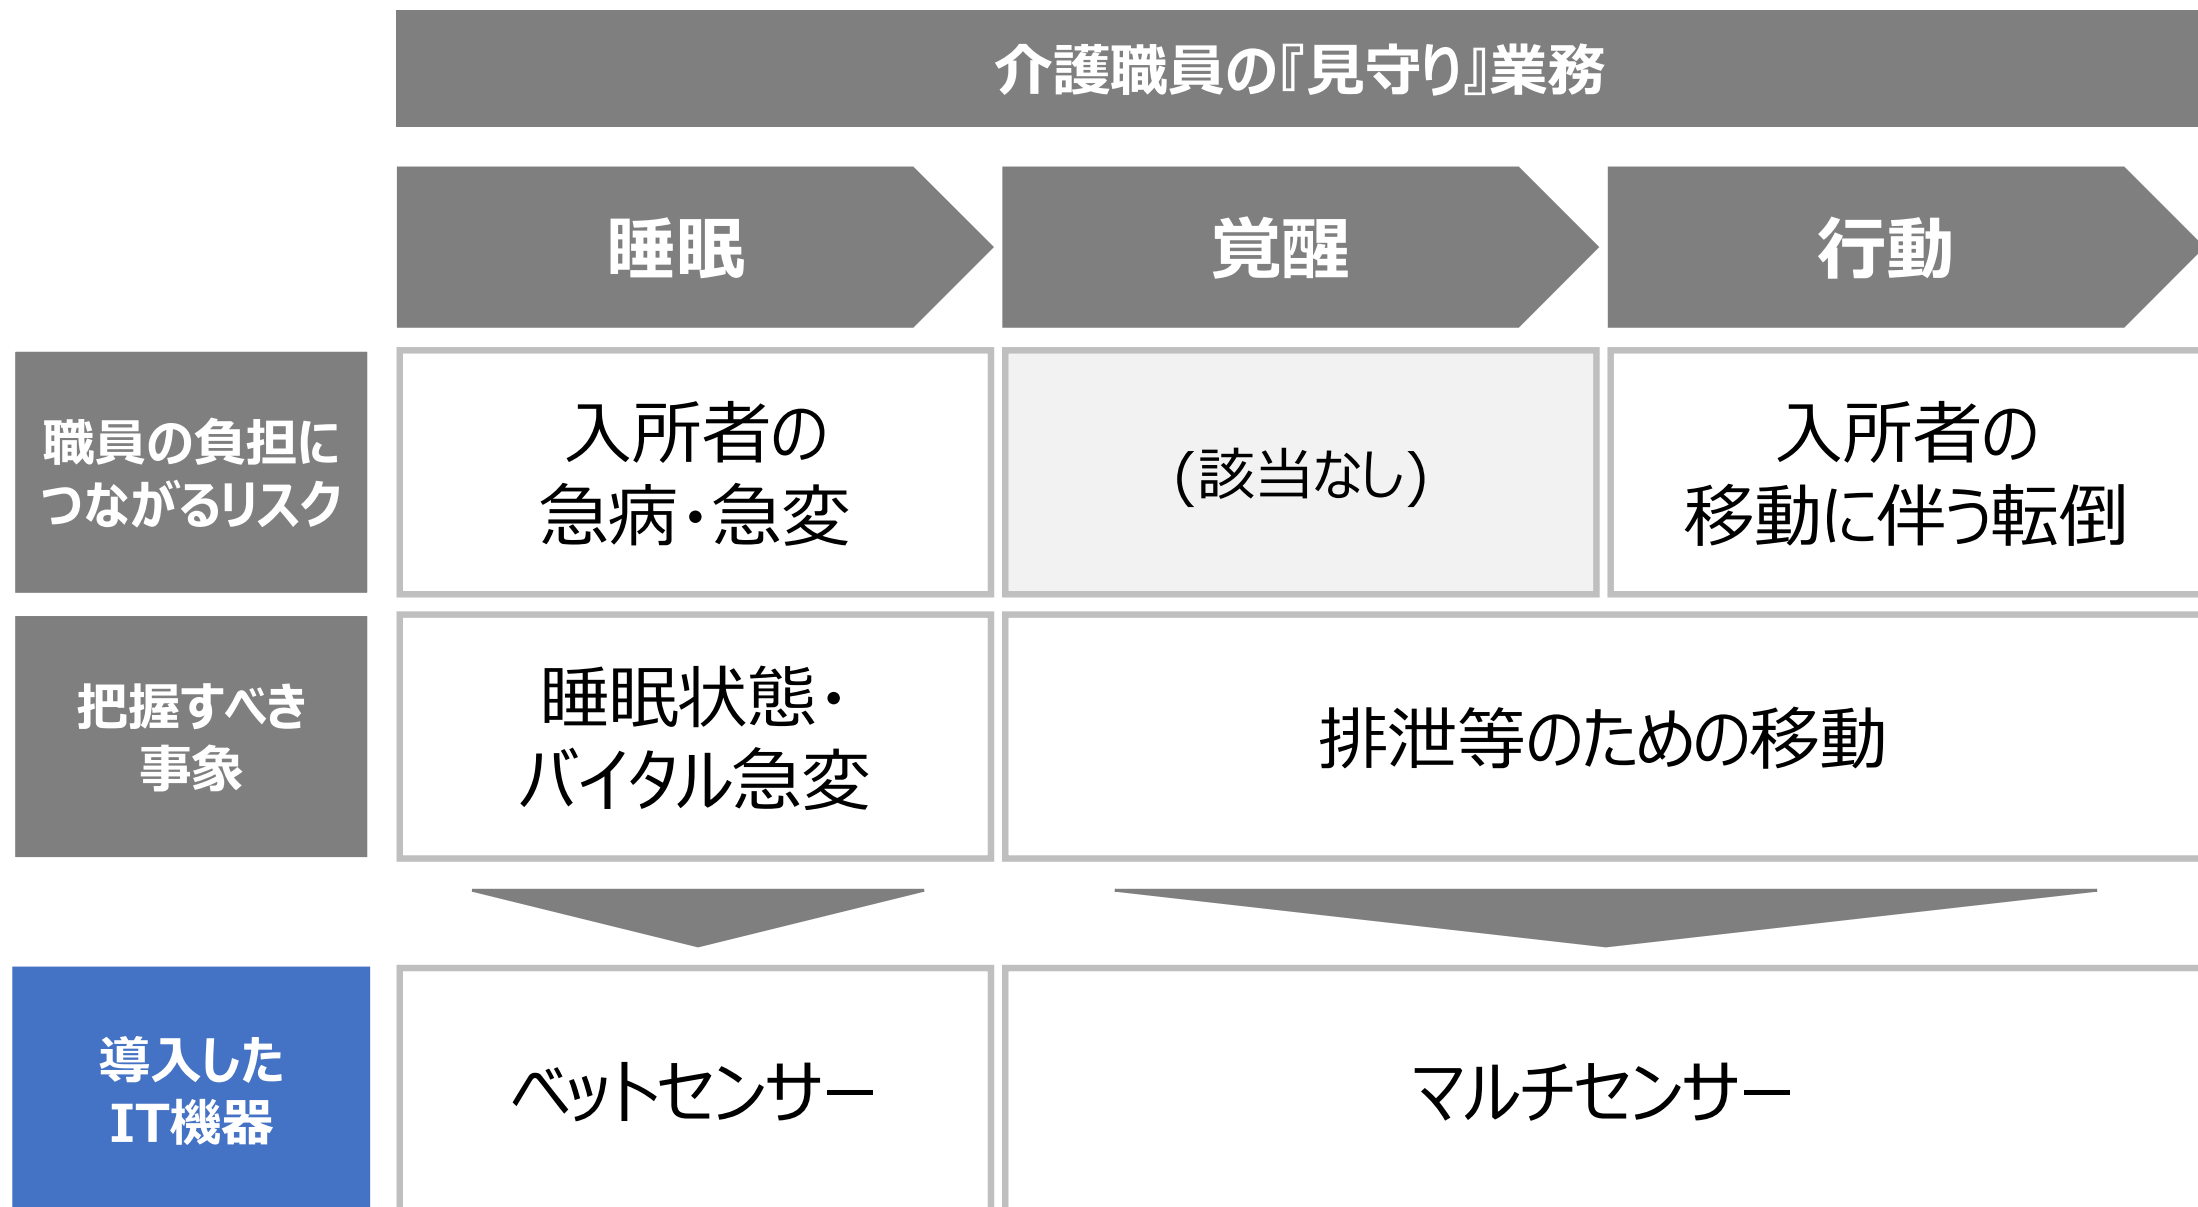 介護職員の『見守り』業務
睡眠
覚醒
行動
職員の負担に
つながるリスク
入所者の
急病・急変
(該当なし)
入所者の
移動に伴う転倒
把握すべき
事象
睡眠状態・
バイタル急変
排泄等のための移動
導入した
IT機器
ベットセンサー
マルチセンサー